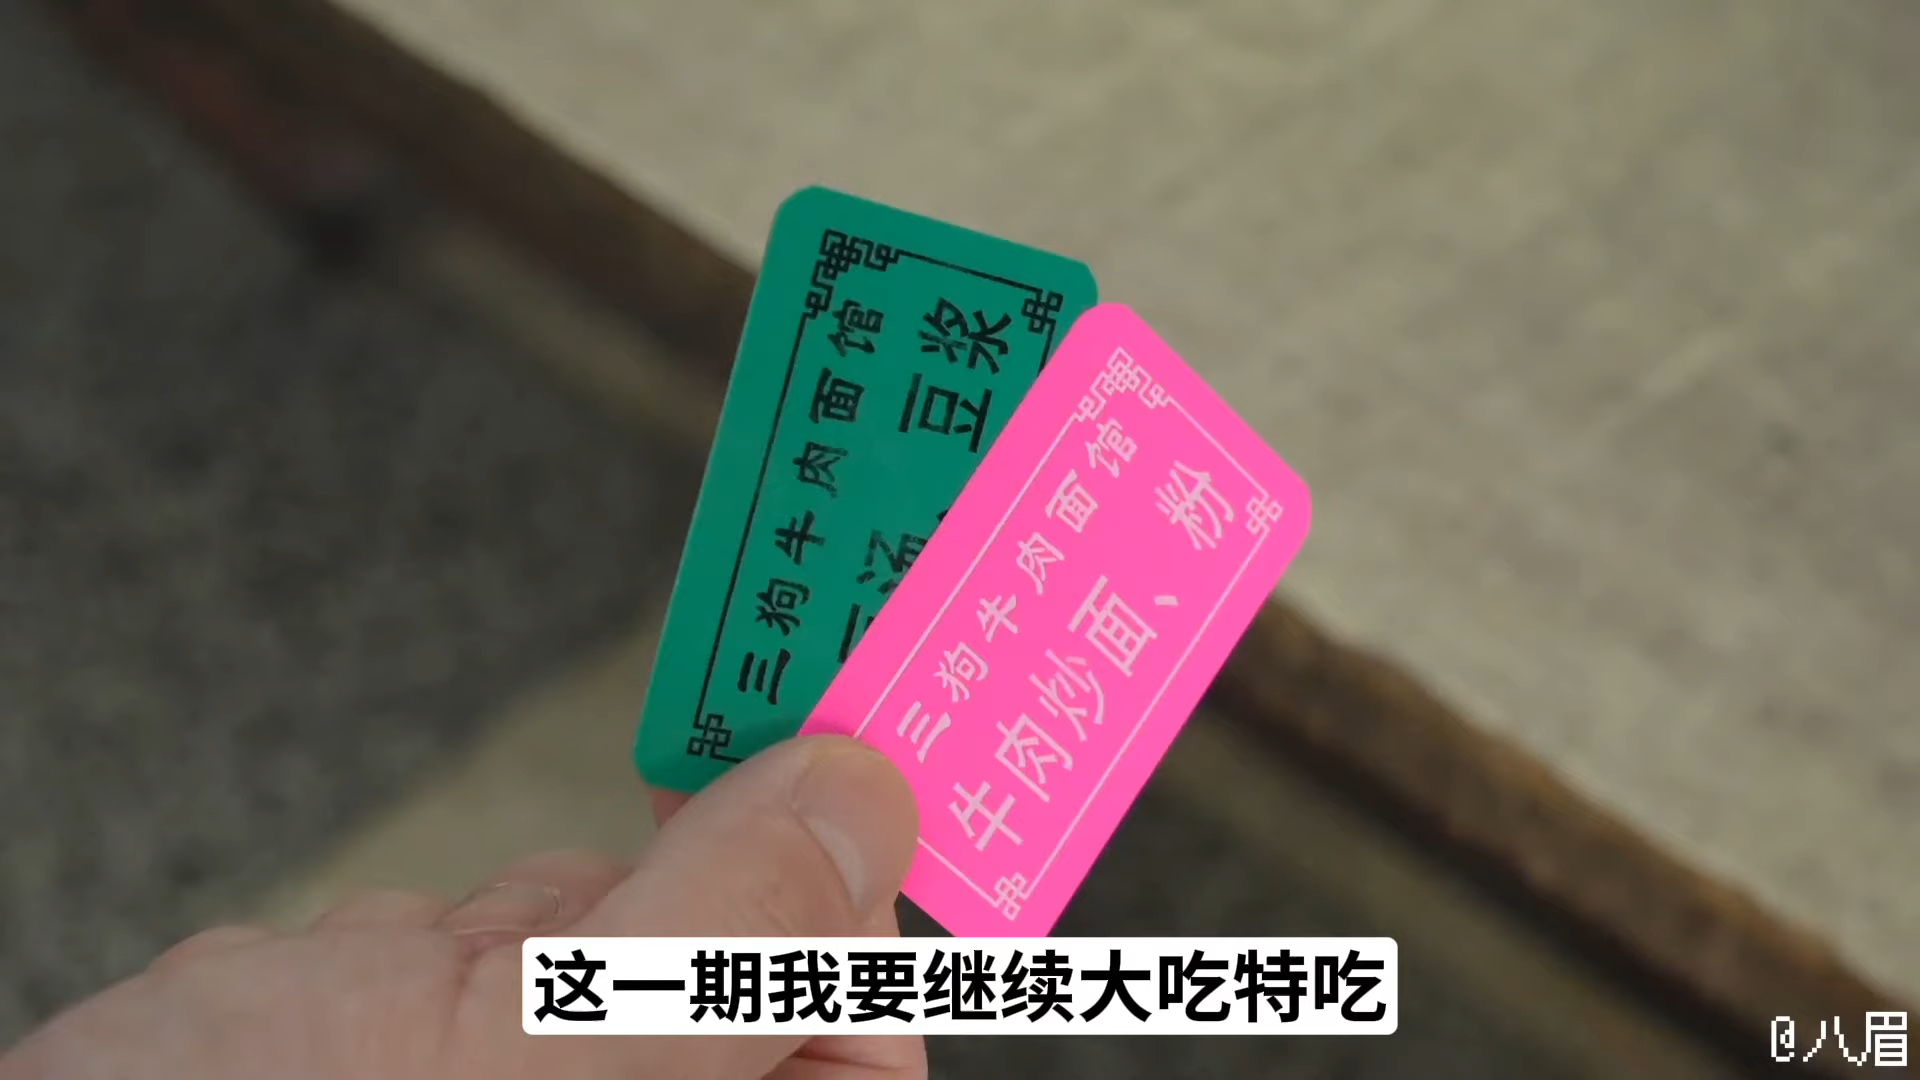 三狗牛肉面馆
豆浆
三狗牛肉面馆
牛肉炒面、粉
这一期我要继续大吃特吃
@八眉